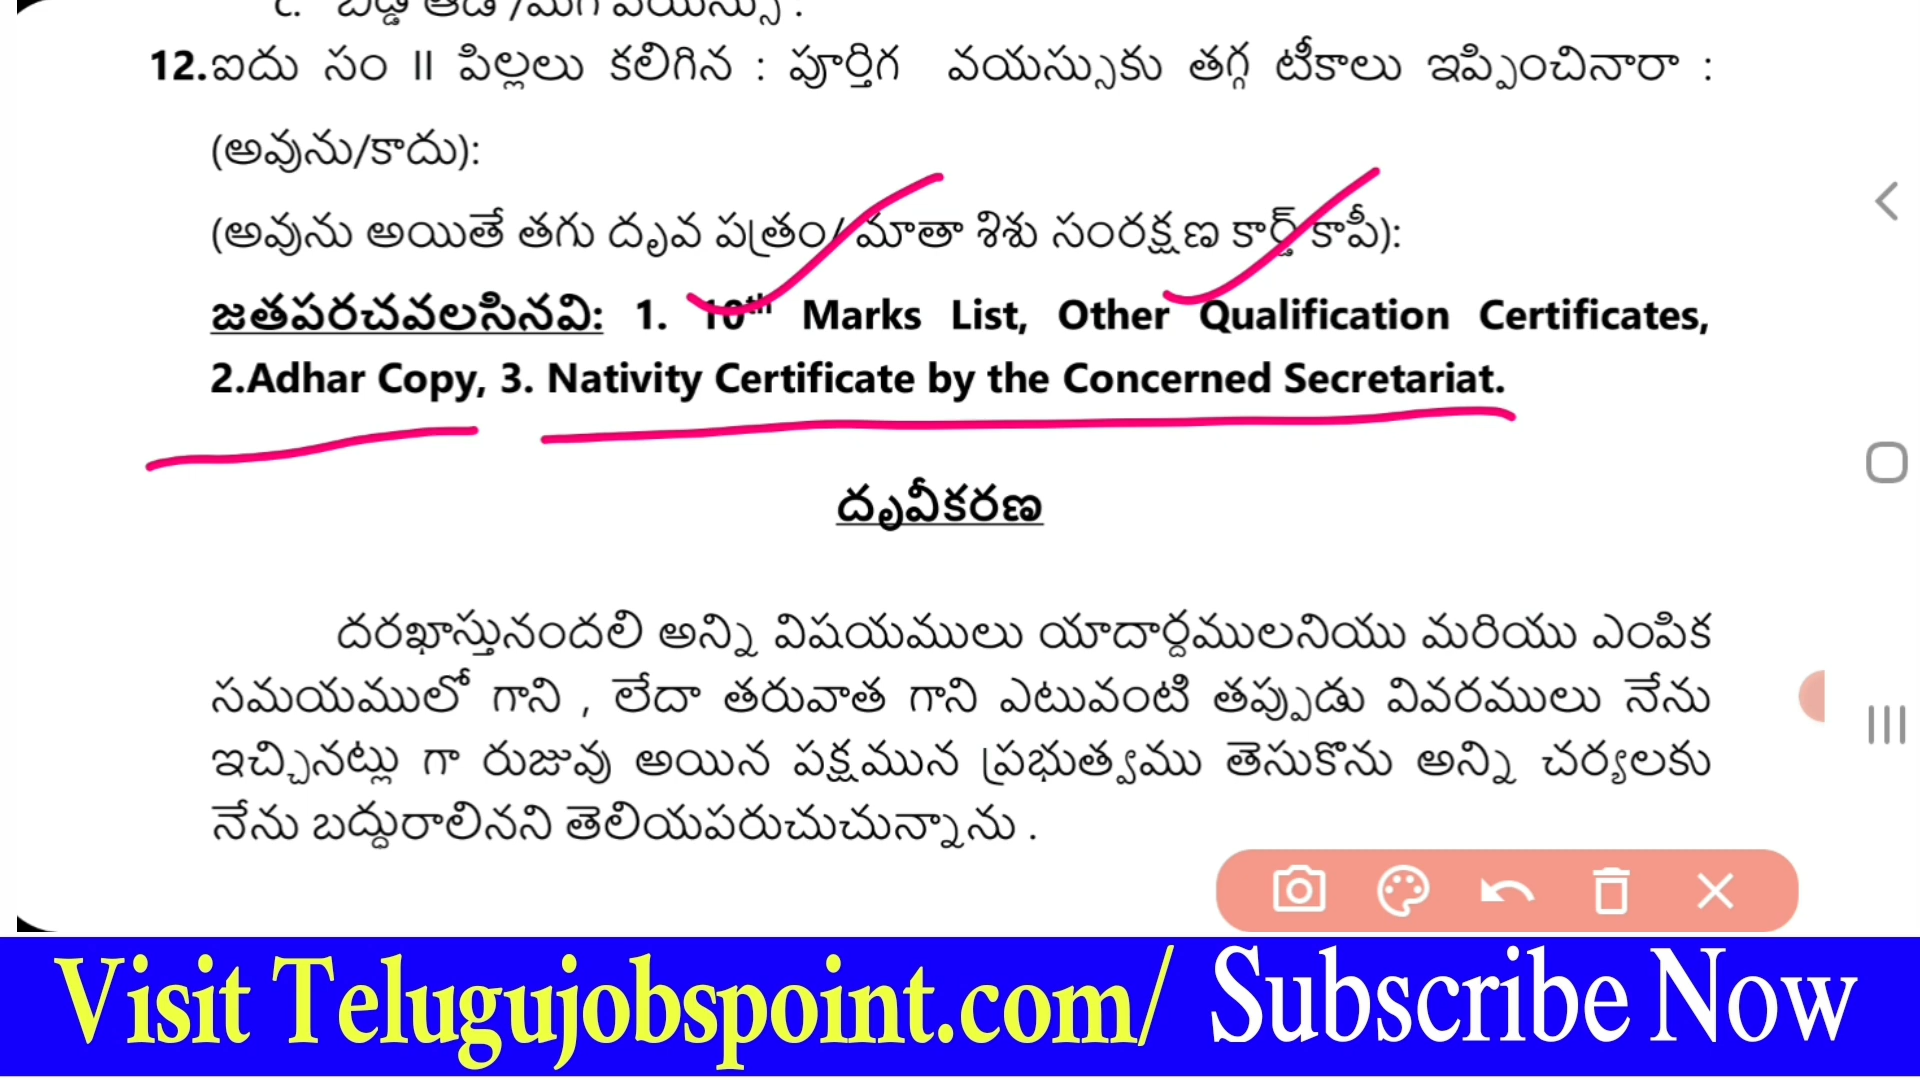 12.ఐదు సం II పిల్లలు కలిగిన : పూర్తిగ వయస్సుకు తగ్గ టీకాలు ఇప్పించినారా :
(అవును/కాదు):
(అవును అయితే తగు దృవ పత్రం/ మాతా శిశు సంరక్షణ కార్డ్ కాపీ):
జతపరచవలసినవి: 1. 10th Marks List, Other Qualification Certificates,
2.Adhar Copy, 3. Nativity Certificate by the Concerned Secretariat.
దృవీకరణ
దరఖాస్తునందలి అన్ని విషయములు యాదార్దములనియు మరియు ఎంపిక
సమయములో గాని , లేదా తరువాత గాని ఎటువంటి తప్పుడు వివరములు నేను
ఇచ్చినట్లు గా రుజువు అయిన పక్షమున ప్రభుత్వము తెసుకొను అన్ని చర్యలకు
నేను బద్దురాలినని తెలియపరుచుచున్నాను .
Visit Telugujobspoint.com/ Subscribe Now